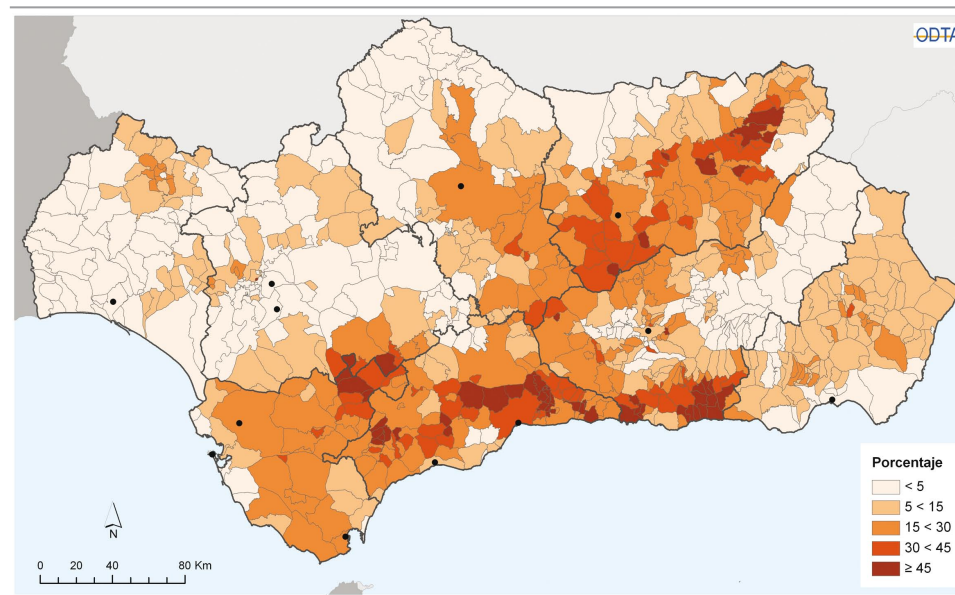 ODTA
N
0 20 40 80 Km
Porcentaje
< 5
5 < 15
15 < 30
30 < 45
≥ 45